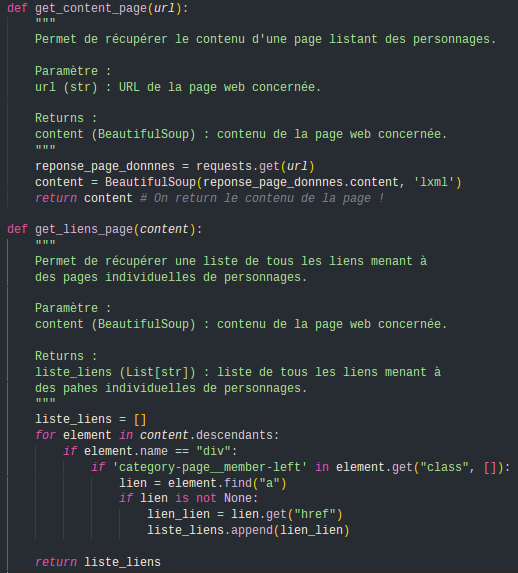 def get_content_page(url):
"""
Permet de récupérer le contenu d'une page listant des personnages.
Paramètre :
url (str) : URL de la page web concernée.
Returns :
content (BeautifulSoup) : contenu de la page web concernée.
"""
reponse_page_donnnes = requests.get(url)
content = BeautifulSoup(reponse_page_donnnes.content, 'lxml')
return content # On return le contenu de la page !
def get_liens_page(content):
"""
Permet de récupérer une liste de tous les liens menant à
des pages individuelles de personnages.
Paramètre :
content (BeautifulSoup) : contenu de la page web concernée.
Returns :
liste_liens (List[str]) : liste de tous les liens menant à
des pahes individuelles de personnages.
"""
liste_liens = []
for element in content.descendants:
if element.name == "div":
if 'category-page__member-left' in element.get("class", []):
lien = element.find("a")
if lien is not None:
lien_lien = lien.get("href")
liste_liens.append(lien_lien)
return liste_liens